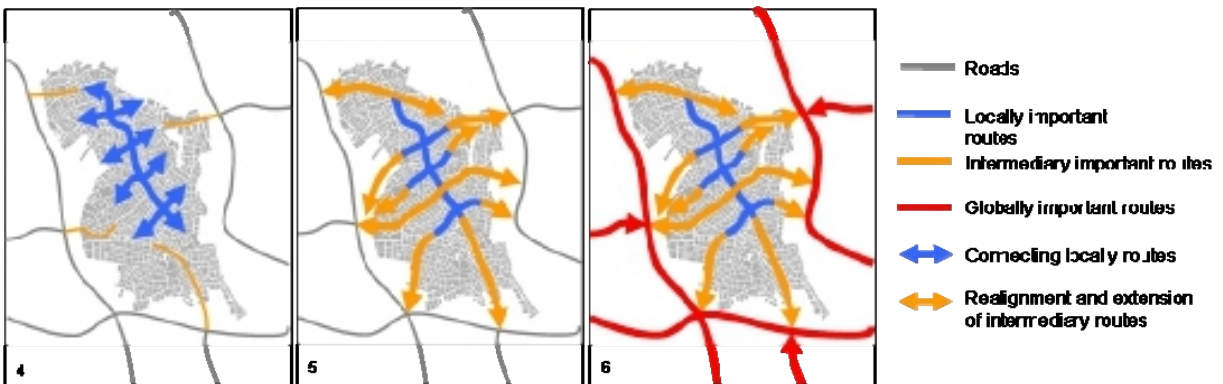 Roads
Locally important
routes
Intermediary important routes
Globally important routes
Connecting locally routes
Realignment and extension
of intermediary routes
4
5
6